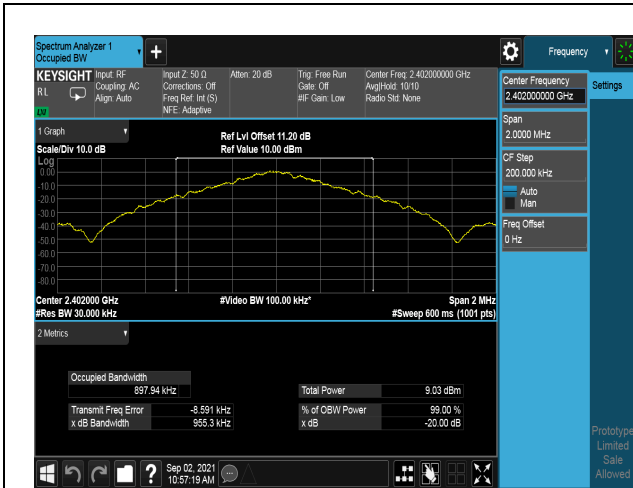 Spectrum Analyzer 1
Occupied BW
Frequency
KEYSIGHT
R L
Input: RF
Coupling: AC
Align: Auto
Input Z: 50 Ω
Corrections: Off
Freq Ref: Int (S)
NFE: Adaptive
Atten: 20 dB
Trig: Free Run
Gate: Off
#IF Gain: Low
Center Freq: 2.402000000 GHz
Avg|Hold: 10/10
Radio Std: None
Center Frequency
2.402000000 GHz
Settings
Span
2.0000 MHz
CF Step
200.000 kHz
Auto
Man
Freq Offset
0 Hz
1 Graph
Scale/Div 10.0 dB
Ref Lvl Offset 11.20 dB
Ref Value 10.00 dBm
Log
0.00
-10.0
-20.0
-30.0
-40.0
-50.0
-60.0
-70.0
-80.0
Center 2.402000 GHz
#Video BW 100.00 kHz*
Span 2 MHz
#Res BW 30.000 kHz
#Sweep 600 ms (1001 pts)
2 Metrics
Occupied Bandwidth
897.94 kHz
Total Power 9.03 dBm
Transmit Freq Error -8.591 kHz
% of OBW Power 99.00 %
x dB Bandwidth 955.3 kHz
x dB -20.00 dB
Prototype
Limited
Sale
Allowed
Sep 02, 2021
10:57:19 AM